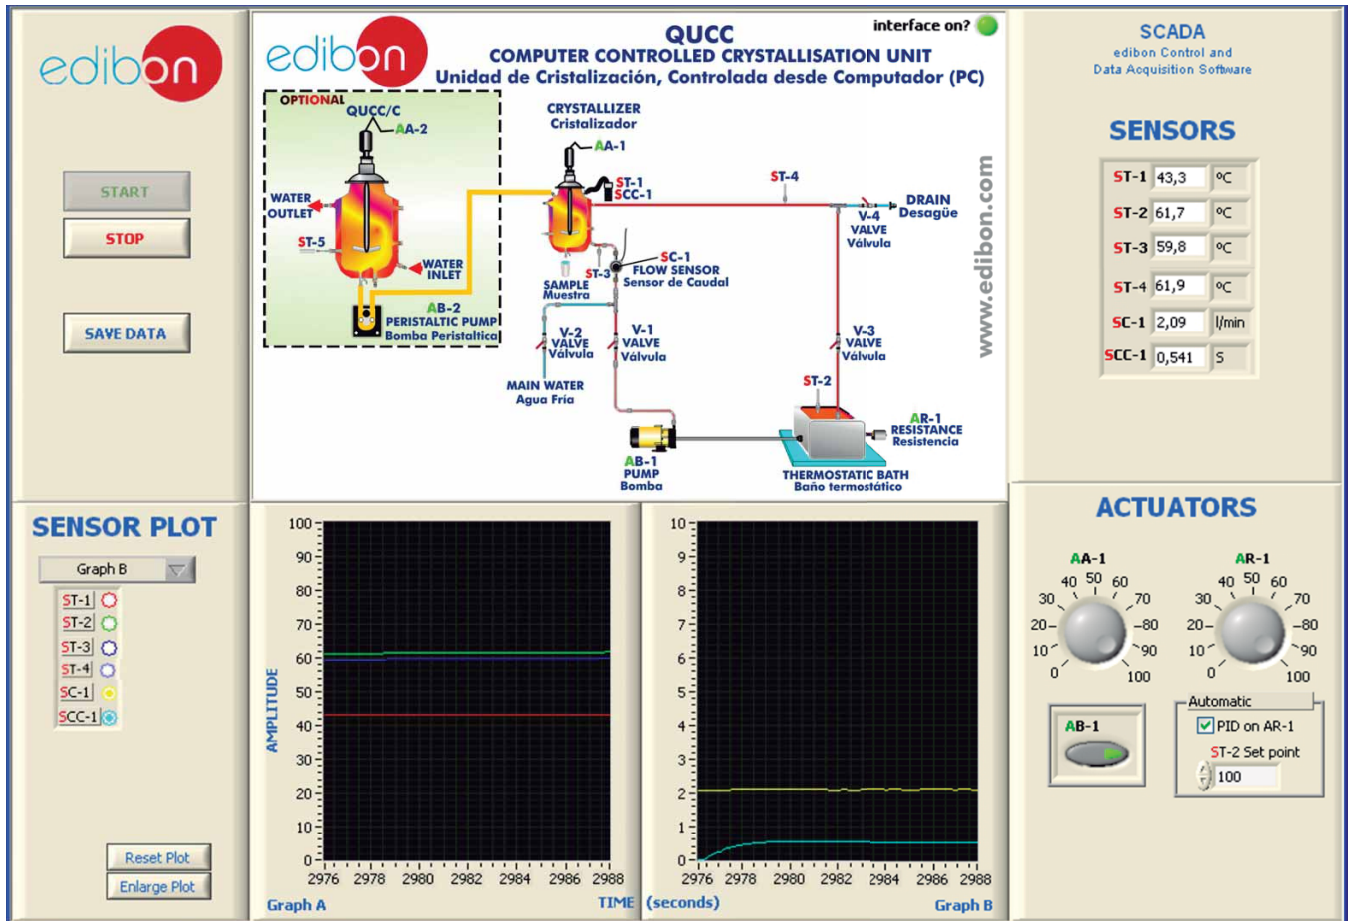 edibon
START
STOP
SAVE DATA
edibon
QUCC
interface on?
COMPUTER CONTROLLED CRYSTALLISATION UNIT
Unidad de Cristalización, Controlada desde Computador (PC)
OPTIONAL
QUCC/C
AA-2
WATER
OUTLET
ST-5
WATER
INLET
AB-2
PERISTALTIC PUMP
Bomba Peristaltica
CRYSTALLIZER
Cristalizador
AA-1
ST-1
SCC-1
ST-4
V-4
VALVE
Válvula
DRAIN
Desagüe
SC-1
FLOW SENSOR
Sensor de Caudal
ST-3
SAMPLE
Muestra
V-2
VALVE
Válvula
V-1
VALVE
Válvula
V-3
VALVE
Válvula
MAIN WATER
Agua Fría
ST-2
AR-1
RESISTANCE
Resistencia
AB-1
PUMP
Bomba
THERMOSTATIC BATH
Baño termostático
www.edibon.com
SCADA
edibon Control and
Data Acquisition Software
SENSORS
ST-1 43,3 ºC
ST-2 61,7 ºC
ST-3 59,8 ºC
ST-4 61,9 ºC
SC-1 2,09 l/min
SCC-1 0,541 S
SENSOR PLOT
Graph B
ST-1
ST-2
ST-3
ST-4
SC-1
SCC-1
Reset Plot
Enlarge Plot
AMPLITUDE
100
90
80
70
60
50
40
30
20
10
0
2976 2978 2980 2982 2984 2986 2988
Graph A
TIME (seconds)
10
9
8
7
6
5
4
3
2
1
0
2976 2978 2980 2982 2984 2986 2988
Graph B
ACTUATORS
AA-1
0 10 20 30 40 50 60 70 80 90 100
AR-1
0 10 20 30 40 50 60 70 80 90 100
AB-1
Automatic
PID on AR-1
ST-2 Set point
100